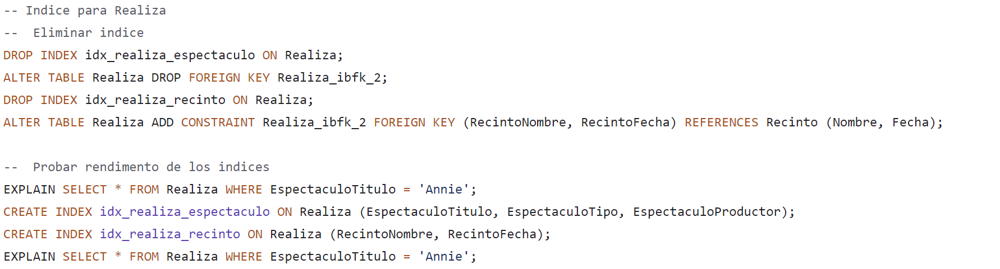 -- Indice para Realiza
--  Eliminar indice
DROP INDEX idx_realiza_espectaculo ON Realiza;
ALTER TABLE Realiza DROP FOREIGN KEY Realiza_ibfk_2;
DROP INDEX idx_realiza_recinto ON Realiza;
ALTER TABLE Realiza ADD CONSTRAINT Realiza_ibfk_2 FOREIGN KEY (RecintoNombre, RecintoFecha) REFERENCES Recinto (Nombre, Fecha);
--  Probar rendimento de los indices
EXPLAIN SELECT * FROM Realiza WHERE EspectaculoTitulo = 'Annie';
CREATE INDEX idx_realiza_espectaculo ON Realiza (EspectaculoTitulo, EspectaculoTipo, EspectaculoProductor);
CREATE INDEX idx_realiza_recinto ON Realiza (RecintoNombre, RecintoFecha);
EXPLAIN SELECT * FROM Realiza WHERE EspectaculoTitulo = 'Annie';